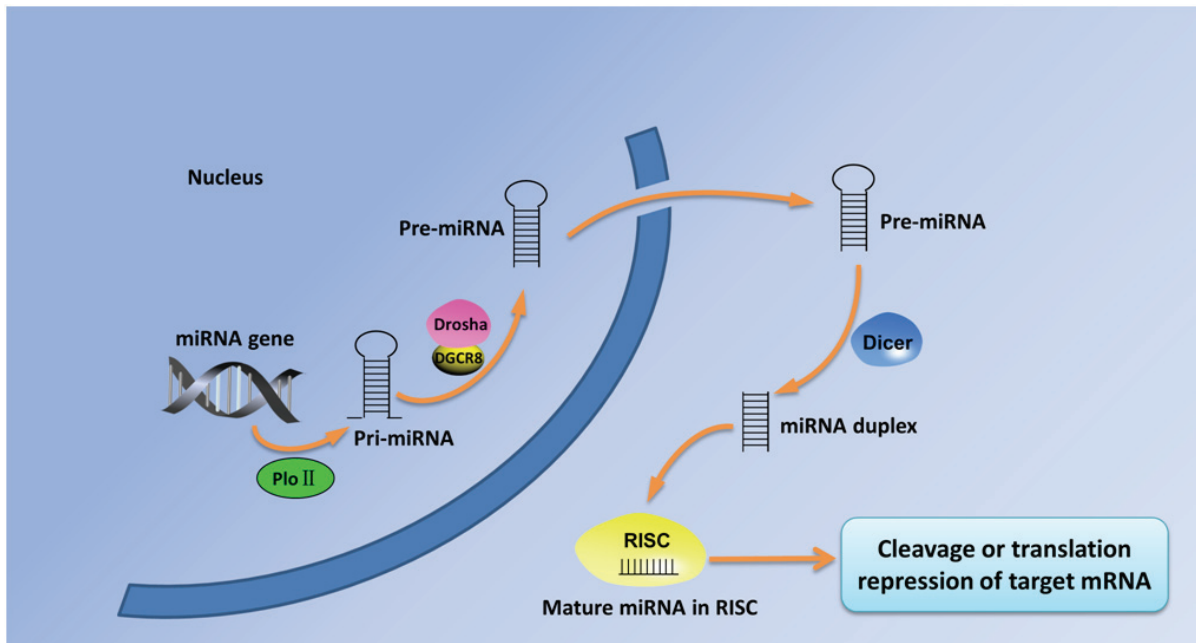 Nucleus
Pre-miRNA
Pre-miRNA
Drosha
DGCR8
miRNA gene
Dicer
Pri-miRNA
miRNA duplex
Plo Ⅱ
RISC
Mature miRNA in RISC
Cleavage or translation
repression of target mRNA